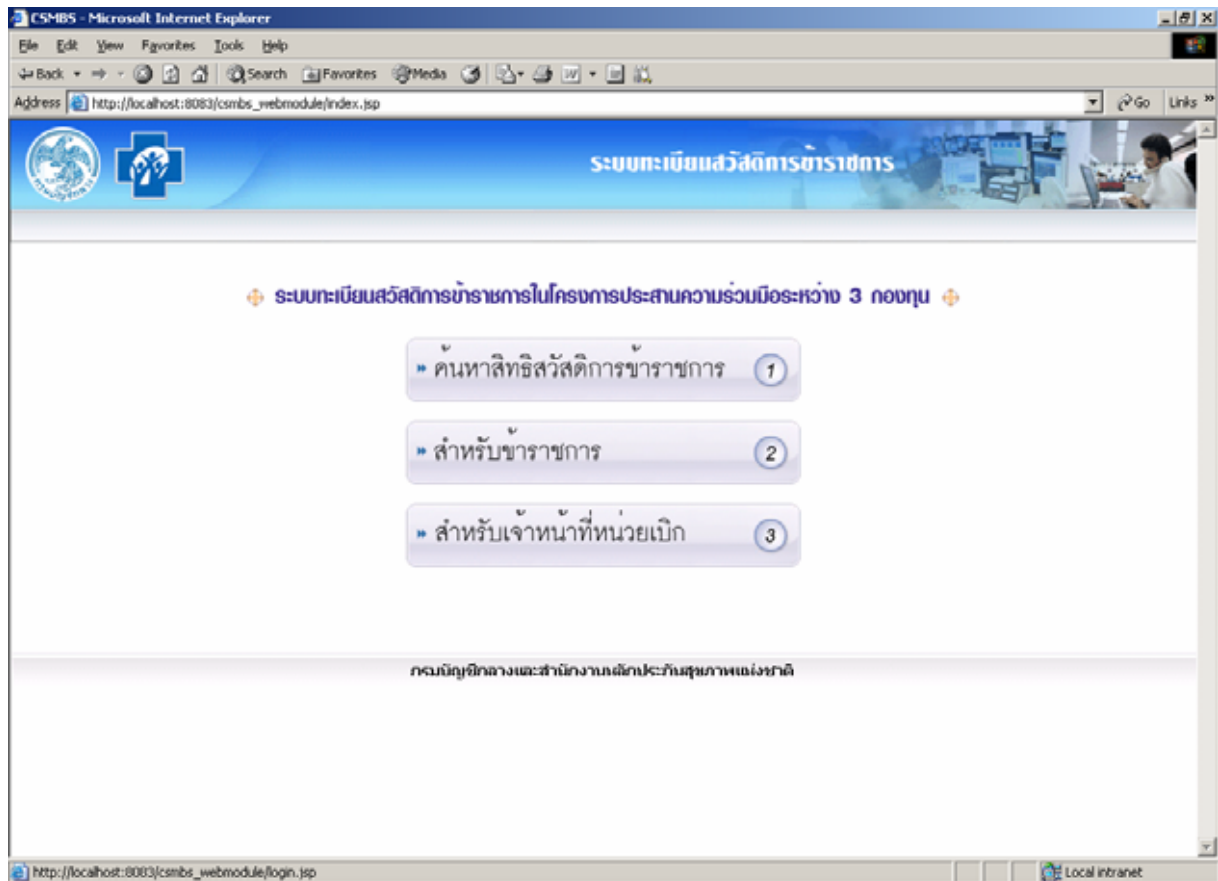 CSMBS - Microsoft Internet Explorer
File Edit View Favorites Tools Help
Back Search Favorites Media
Address http://localhost:8083/csmbs_webmodule/index.jsp Go Links »
ระบบทะเบียนสวัสดิการข้าราชการ
ระบบทะเบียนสวัสดิการข้าราชการในโครงการประสานความร่วมมือระหว่าง 3 กองทุน
» ค้นหาสิทธิสวัสดิการข้าราชการ 1
» สำหรับข้าราชการ 2
» สำหรับเจ้าหน้าที่หน่วยเบิก 3
กรมบัญชีกลางและสำนักงานหลักประกันสุขภาพแห่งชาติ
http://localhost:8083/csmbs_webmodule/login.jsp Local intranet